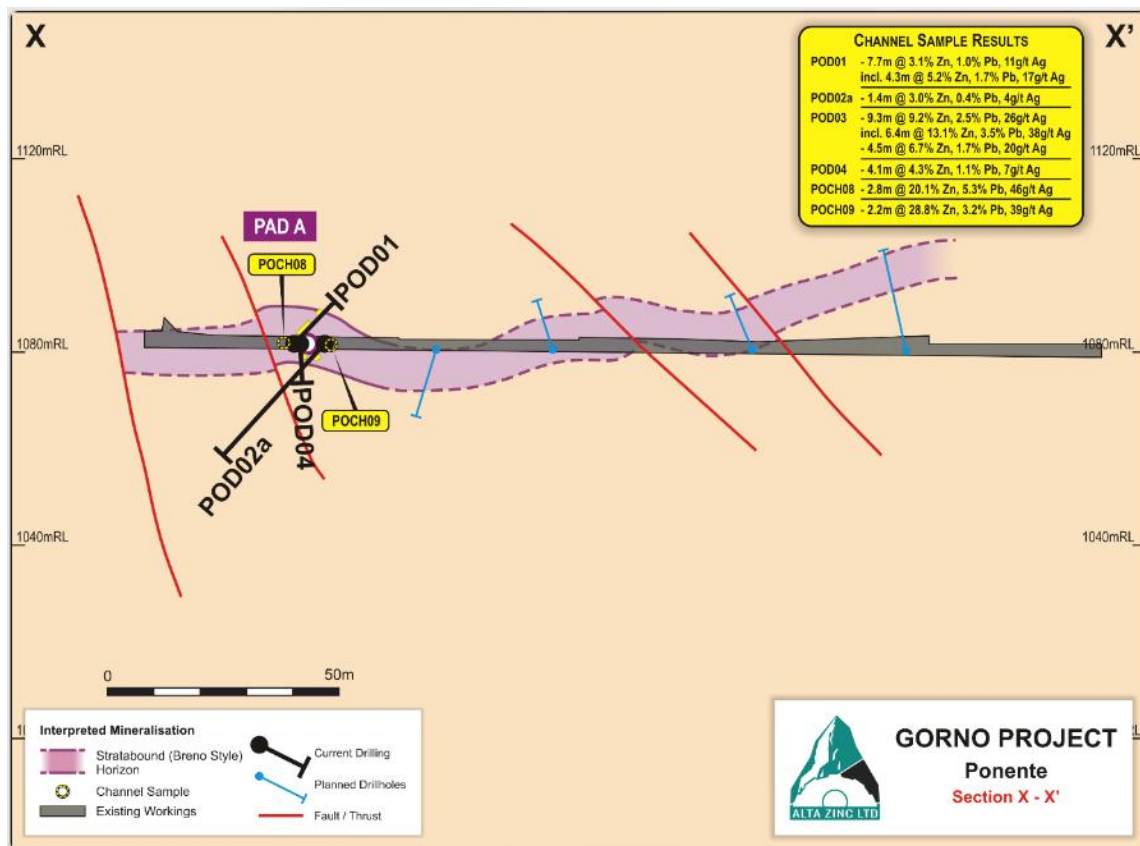 X
X'
CHANNEL SAMPLE RESULTS
POD01 - 7.7m @ 3.1% Zn, 1.0% Pb, 11g/t Ag
incl. 4.3m @ 5.2% Zn, 1.7% Pb, 17g/t Ag
POD02a - 1.4m @ 3.0% Zn, 0.4% Pb, 4g/t Ag
POD03 - 9.3m @ 9.2% Zn, 2.5% Pb, 26g/t Ag
incl. 6.4m @ 13.1% Zn, 3.5% Pb, 38g/t Ag
- 4.5m @ 6.7% Zn, 1.7% Pb, 20g/t Ag
POD04 - 4.1m @ 4.3% Zn, 1.1% Pb, 7g/t Ag
POCH08 - 2.8m @ 20.1% Zn, 5.3% Pb, 46g/t Ag
POCH09 - 2.2m @ 28.8% Zn, 3.2% Pb, 39g/t Ag
1120mRL
1120mRL
PAD A
POCH08
POD01
1080mRL
1080mRL
POCH09
POD04
POD02a
1040mRL
1040mRL
0 50m
Interpreted Mineralisation
Stratabound (Breno Style)
Horizon
Channel Sample
Existing Workings
Current Drilling
Planned Drillholes
Fault / Thrust
ALTA ZINC LTD
GORNO PROJECT
Ponente
Section X - X'